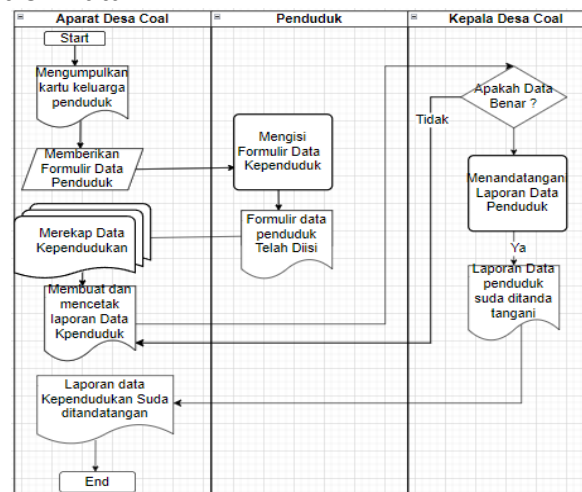 Aparat Desa Coal
Penduduk
Kepala Desa Coal
Start
Mengumpulkan
kartu keluarga
penduduk
Memberikan
Formulir Data
Penduduk
Mengisi
Formulir Data
Kependuduk
Formulir data
penduduk
Telah Diisi
Merekap Data
Kependudukan
Membuat dan
mencetak
laporan Data
Kpenduduk
Apakah Data
Benar ?
Tidak
Menandatangani
Laporan Data
Penduduk
Ya
Laporan Data
penduduk
suda ditanda
tangani
Laporan data
Kependudukan Suda
ditandatangan
End